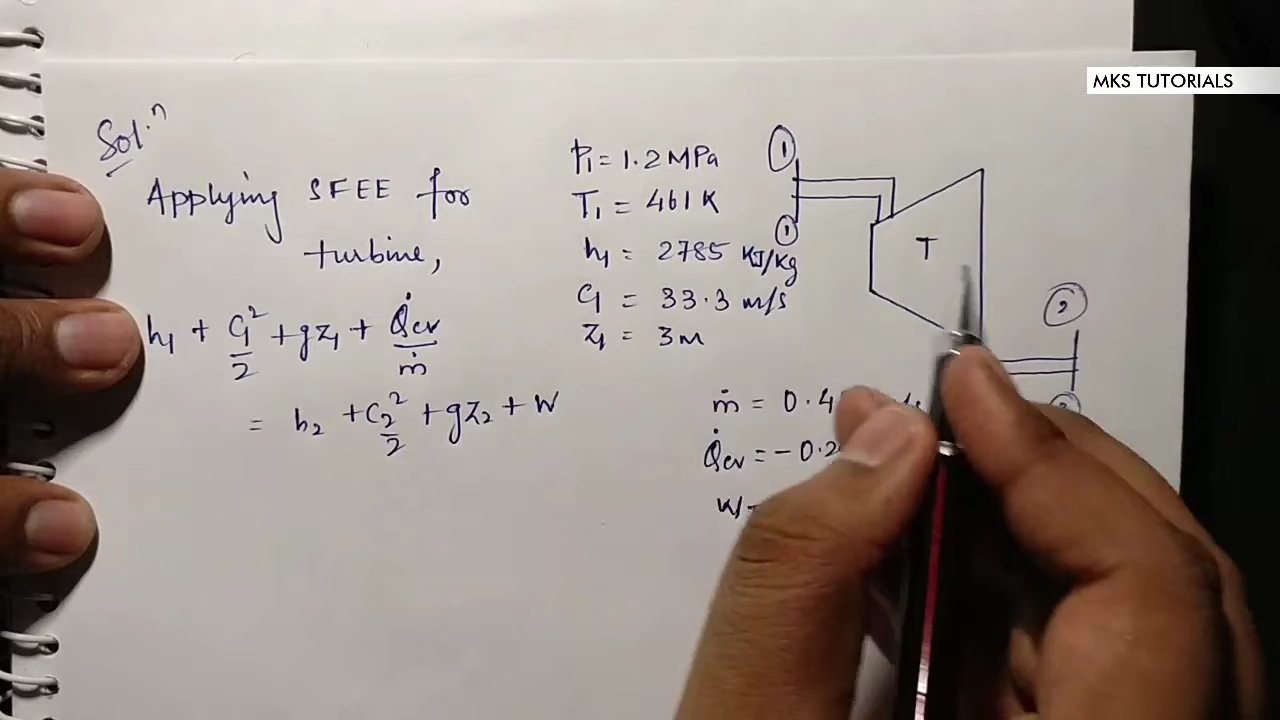 MKS TUTORIALS
Sol.ⁿ
Applying SFEE for
turbine,
h₁ + C₁²/2 + gz₁ + Q̇cv/ṁ
= h₂ + C₂²/2 + gz₂ + W
P₁ = 1.2 MPa
T₁ = 461 K
h₁ = 2785 KJ/Kg
C₁ = 33.3 m/s
Z₁ = 3 M
1
1
T
2
ṁ = 0.4
Q̇cv = - 0.2
W